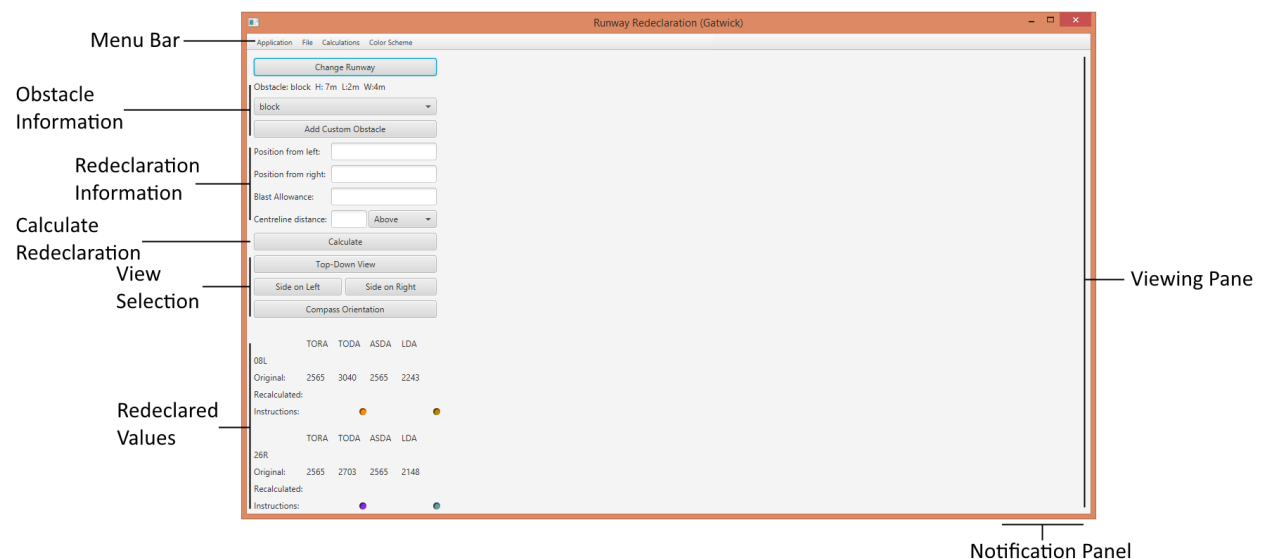 Runway Redeclaration (Gatwick)
Menu Bar
Application File Calculations Color Scheme
Change Runway
Obstacle
Information
Obstacle: block H: 7m L:2m W:4m
block
Add Custom Obstacle
Redeclaration
Information
Position from left:
Position from right:
Blast Allowance:
Centreline distance: Above
Calculate
Redeclaration
Calculate
View
Selection
Top-Down View
Side on Left Side on Right
Compass Orientation
Viewing Pane
Redeclared
Values
TORA TODA ASDA LDA
08L
Original: 2565 3040 2565 2243
Recalculated:
Instructions:
TORA TODA ASDA LDA
26R
Original: 2565 2703 2565 2148
Recalculated:
Instructions:
Notification Panel